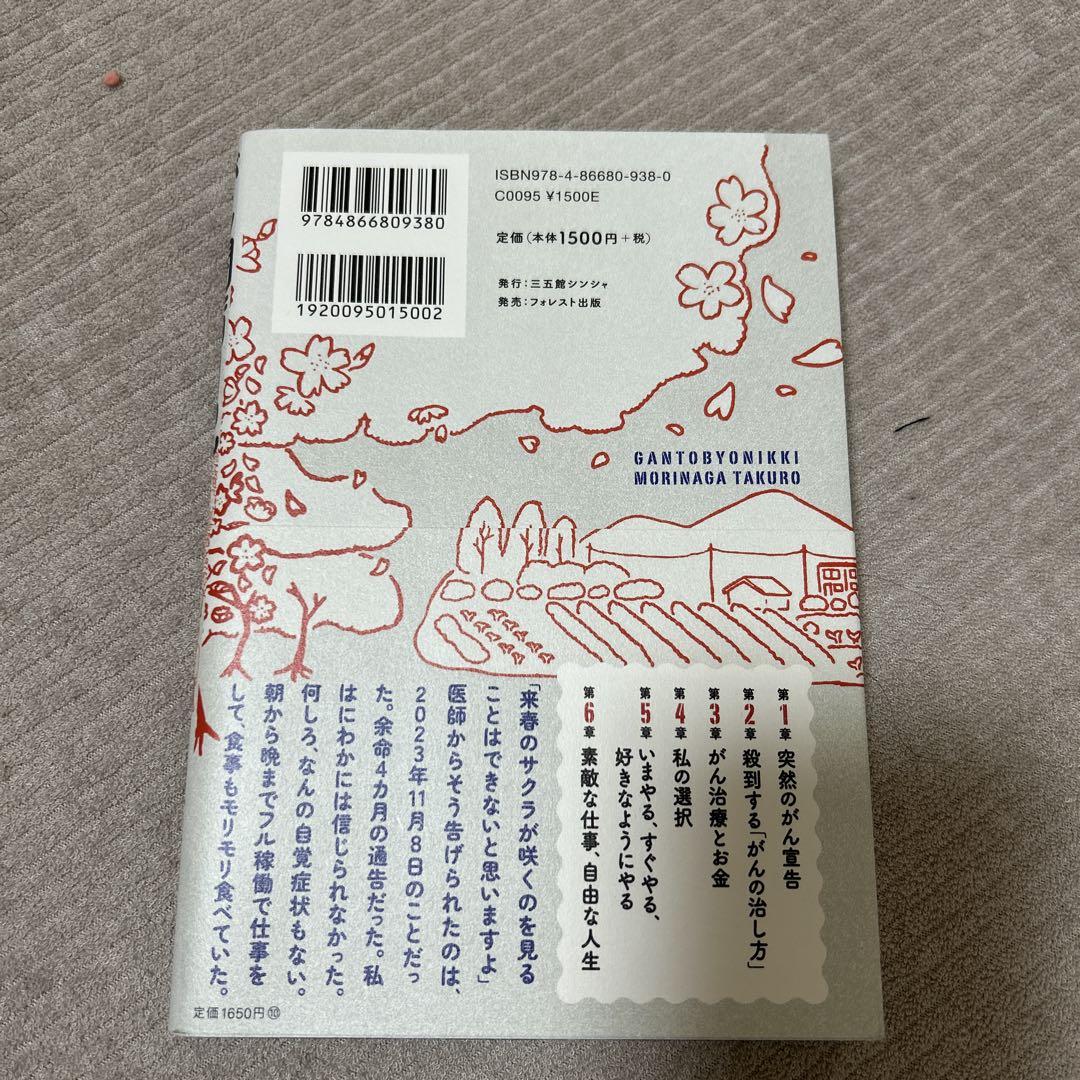 9784866809380
1920095015002
ISBN978-4-86680-938-0
C0095 ¥1500E
定価(本体1500円+税)
発行:三五館シンシャ
発売:フォレスト出版
GANTOBYONIKKI
MORINAGA TAKURO
第1章 突然のがん宣告
第2章 殺到する「がんの治し方」
第3章 がん治療とお金
第4章 私の選択
第5章 いまやる、すぐやる、
好きなようにやる
第6章 素敵な仕事、自由な人生
「来春のサクラが咲くのを見る
ことはできないと思いますよ」
医師からそう告げられたのは、
2023年11月8日のことだっ
た。余命4カ月の通告だった。私
はにわかには信じられなかった。
何しろ、なんの自覚症状もない。
朝から晩までフル稼働で仕事を
して、食事もモリモリ食べていた。
定価1650円⑩